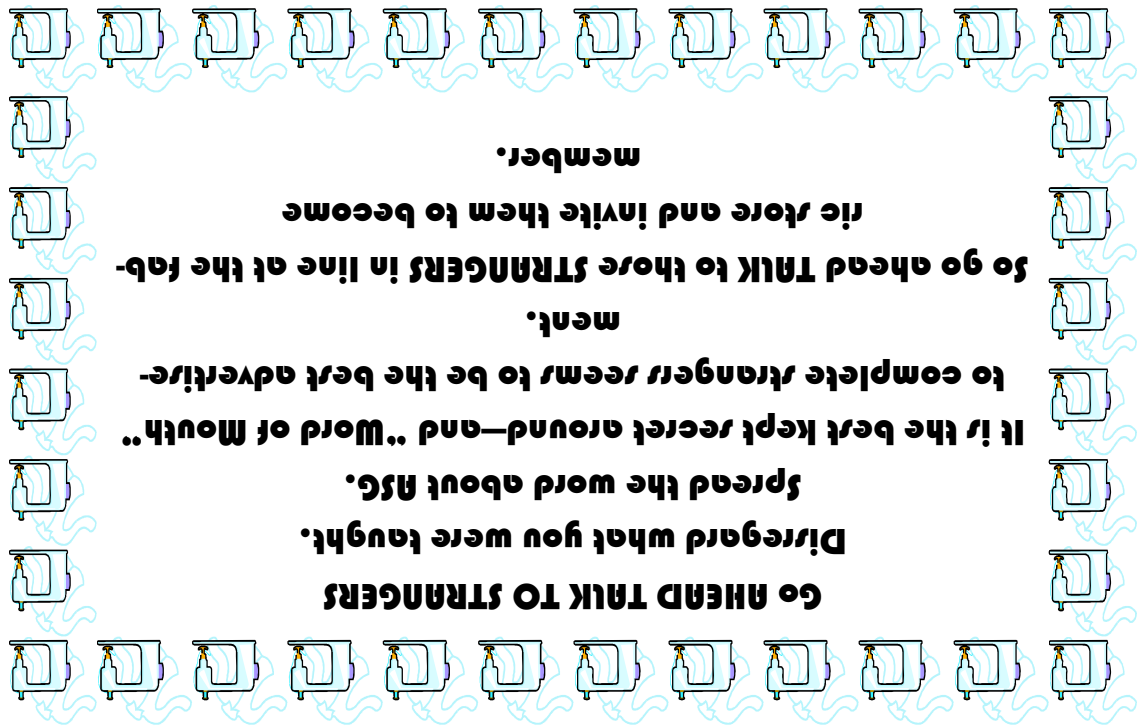 Go AHEAD TALK TO STRANGERS
Disregard what you were taught.
Spread the word about ASG.
It is the best kept secret around—and "Word of Mouth"
to complete strangers seems to be the best advertise-
ment.
So go ahead TALK to those STRANGERS in line at the fab-
ric store and invite them to become
member.